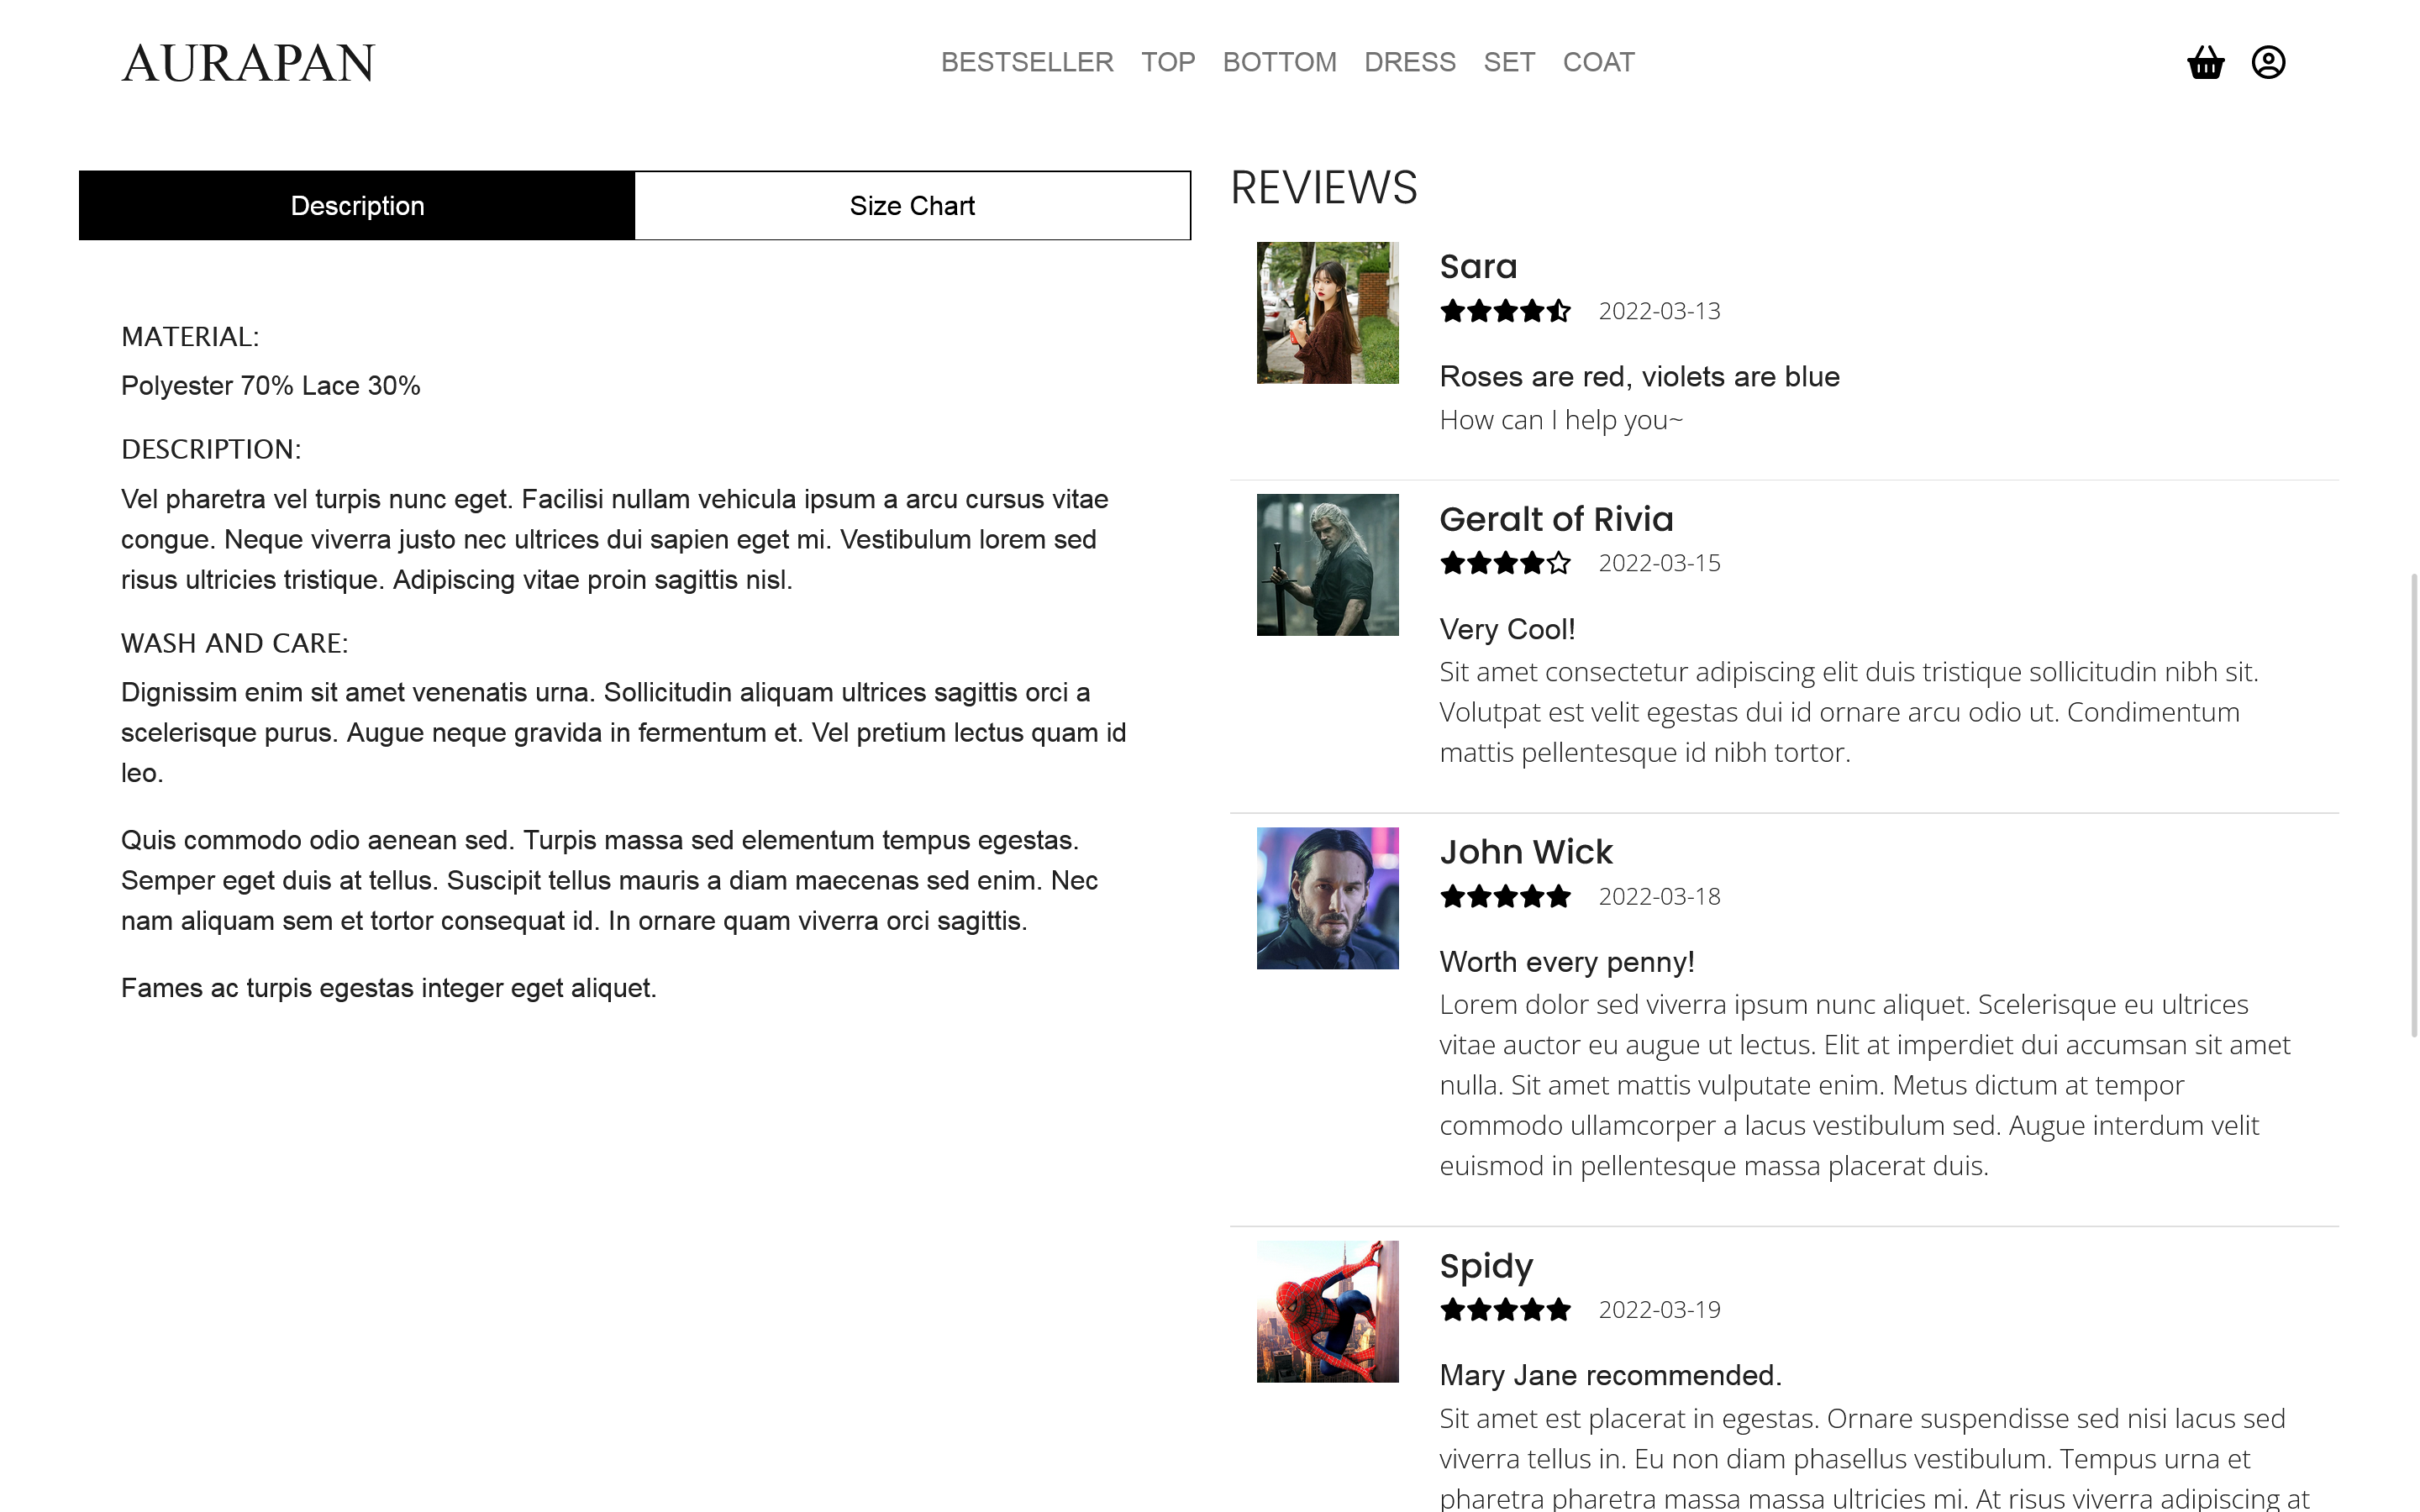 AURAPAN
BESTSELLER TOP BOTTOM DRESS SET COAT
Description
Size Chart
MATERIAL:
Polyester 70% Lace 30%
DESCRIPTION:
Vel pharetra vel turpis nunc eget. Facilisi nullam vehicula ipsum a arcu cursus vitae
congue. Neque viverra justo nec ultrices dui sapien eget mi. Vestibulum lorem sed
risus ultricies tristique. Adipiscing vitae proin sagittis nisl.
WASH AND CARE:
Dignissim enim sit amet venenatis urna. Sollicitudin aliquam ultrices sagittis orci a
scelerisque purus. Augue neque gravida in fermentum et. Vel pretium lectus quam id
leo.
Quis commodo odio aenean sed. Turpis massa sed elementum tempus egestas.
Semper eget duis at tellus. Suscipit tellus mauris a diam maecenas sed enim. Nec
nam aliquam sem et tortor consequat id. In ornare quam viverra orci sagittis.
Fames ac turpis egestas integer eget aliquet.
REVIEWS
Sara
2022-03-13
Roses are red, violets are blue
How can I help you~
Geralt of Rivia
2022-03-15
Very Cool!
Sit amet consectetur adipiscing elit duis tristique sollicitudin nibh sit.
Volutpat est velit egestas dui id ornare arcu odio ut. Condimentum
mattis pellentesque id nibh tortor.
John Wick
2022-03-18
Worth every penny!
Lorem dolor sed viverra ipsum nunc aliquet. Scelerisque eu ultrices
vitae auctor eu augue ut lectus. Elit at imperdiet dui accumsan sit amet
nulla. Sit amet mattis vulputate enim. Metus dictum at tempor
commodo ullamcorper a lacus vestibulum sed. Augue interdum velit
euismod in pellentesque massa placerat duis.
Spidy
2022-03-19
Mary Jane recommended.
Sit amet est placerat in egestas. Ornare suspendisse sed nisi lacus sed
viverra tellus in. Eu non diam phasellus vestibulum. Tempus urna et
pharetra pharetra massa massa ultricies mi. At risus viverra adipiscing at